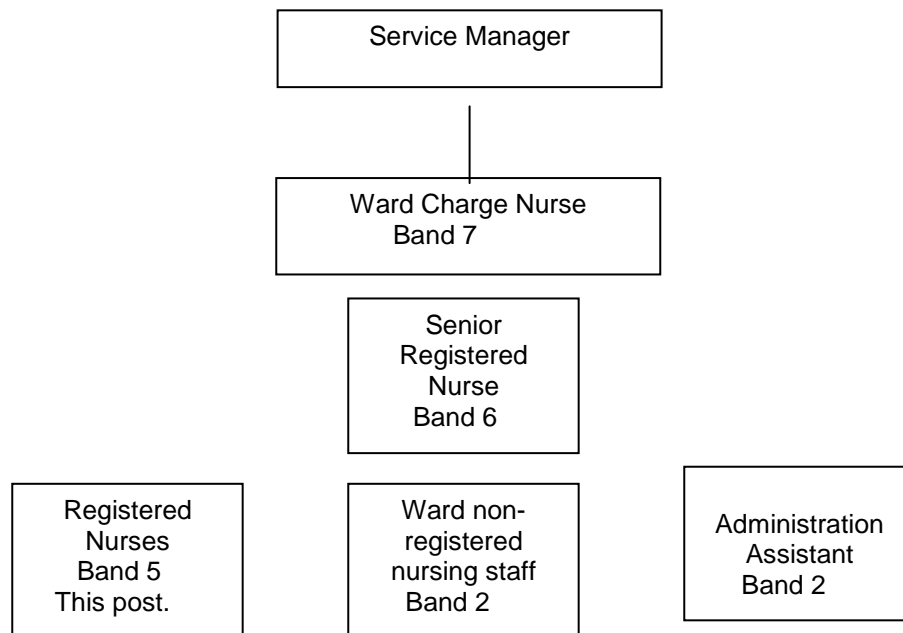 Service Manager
Ward Charge Nurse
Band 7
Senior
Registered
Nurse
Band 6
Registered
Nurses
Band 5
This post.
Ward non-
registered
nursing staff
Band 2
Administration
Assistant
Band 2